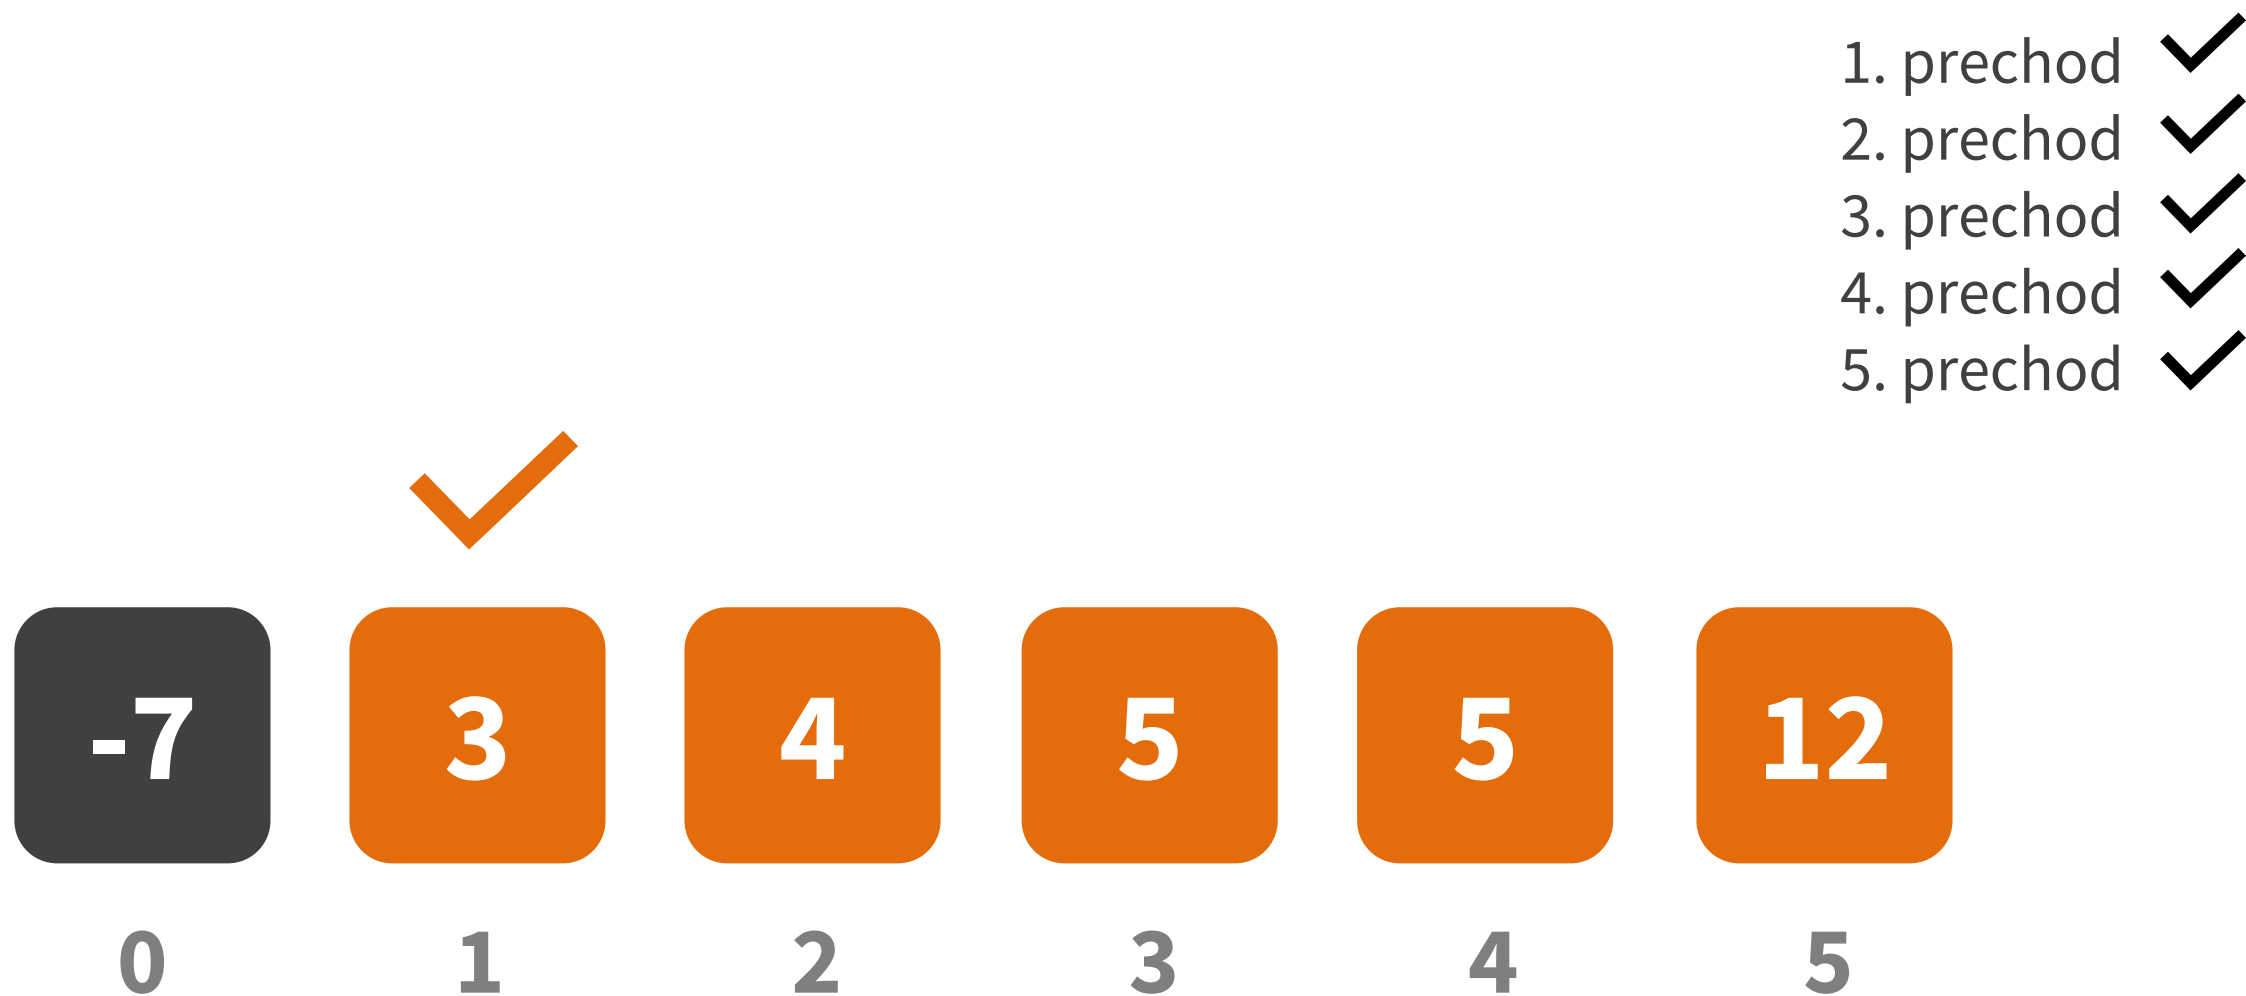 1. prechod
2. prechod
3. prechod
4. prechod
5. prechod
-7 3 4 5 5 12
0 1 2 3 4 5